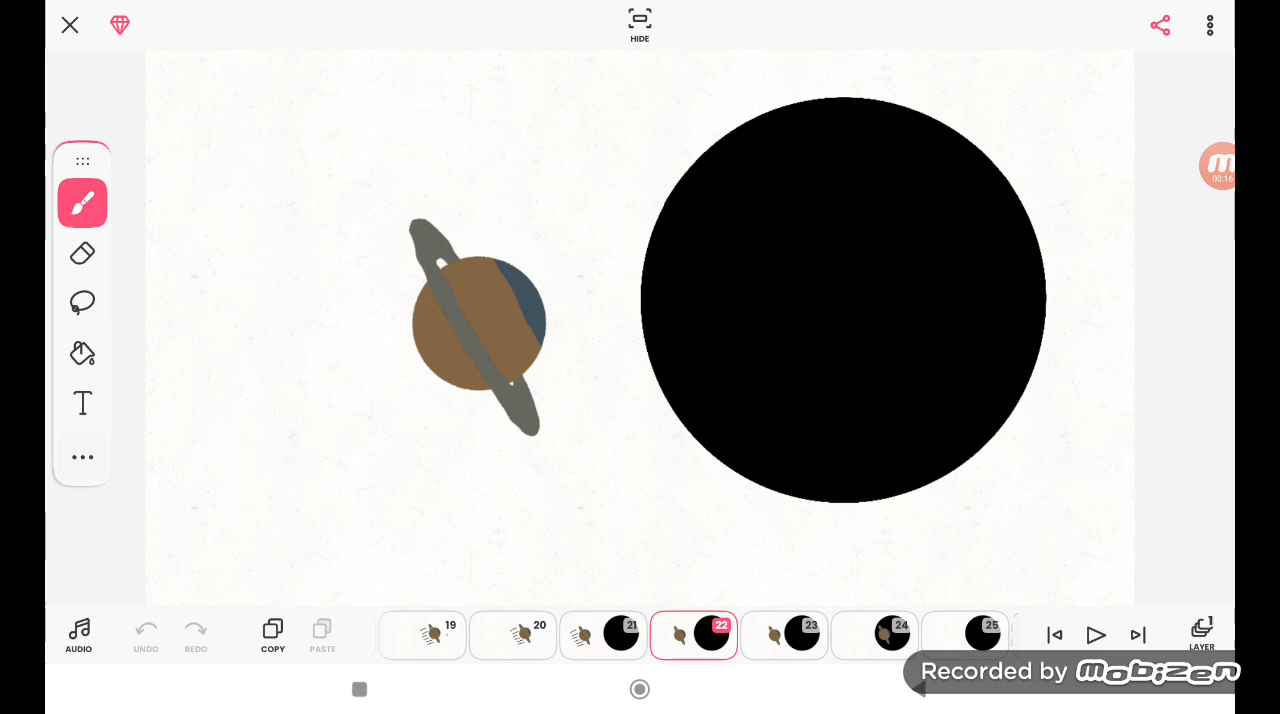 HIDE
00:16
T
19
20
21
22
23
24
25
AUDIO
UNDO
REDO
COPY
PASTE
LAYER
Recorded by mobizen